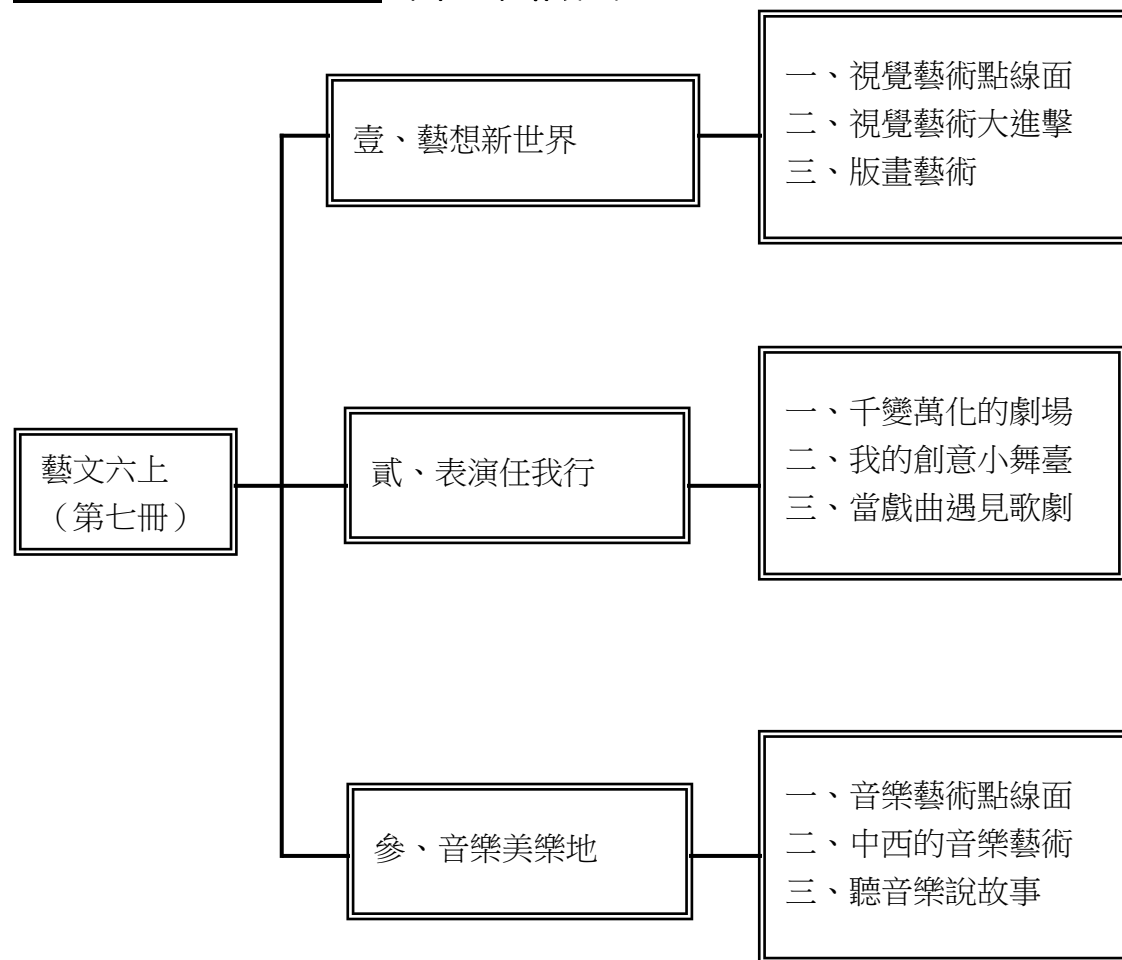 藝文六上
（第七冊）
壹、藝想新世界
一、視覺藝術點線面
二、視覺藝術大進擊
三、版畫藝術
貳、表演任我行
一、千變萬化的劇場
二、我的創意小舞臺
三、當戲曲遇見歌劇
參、音樂美樂地
一、音樂藝術點線面
二、中西的音樂藝術
三、聽音樂說故事